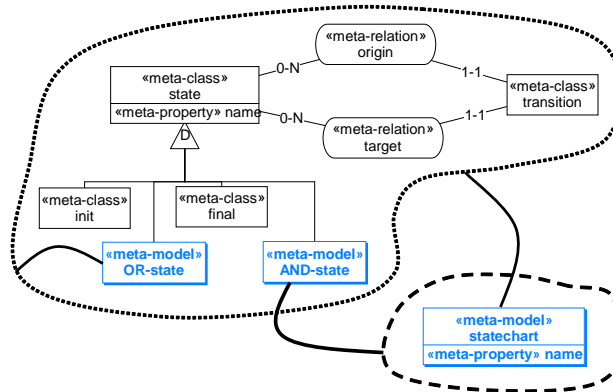 «meta-relation»
origin
«meta-class»
state
«meta-property» name
0-N
1-1
«meta-class»
transition
0-N
1-1
«meta-relation»
target
D
«meta-class»
init
«meta-class»
final
«meta-model»
OR-state
«meta-model»
AND-state
«meta-model»
statechart
«meta-property» name